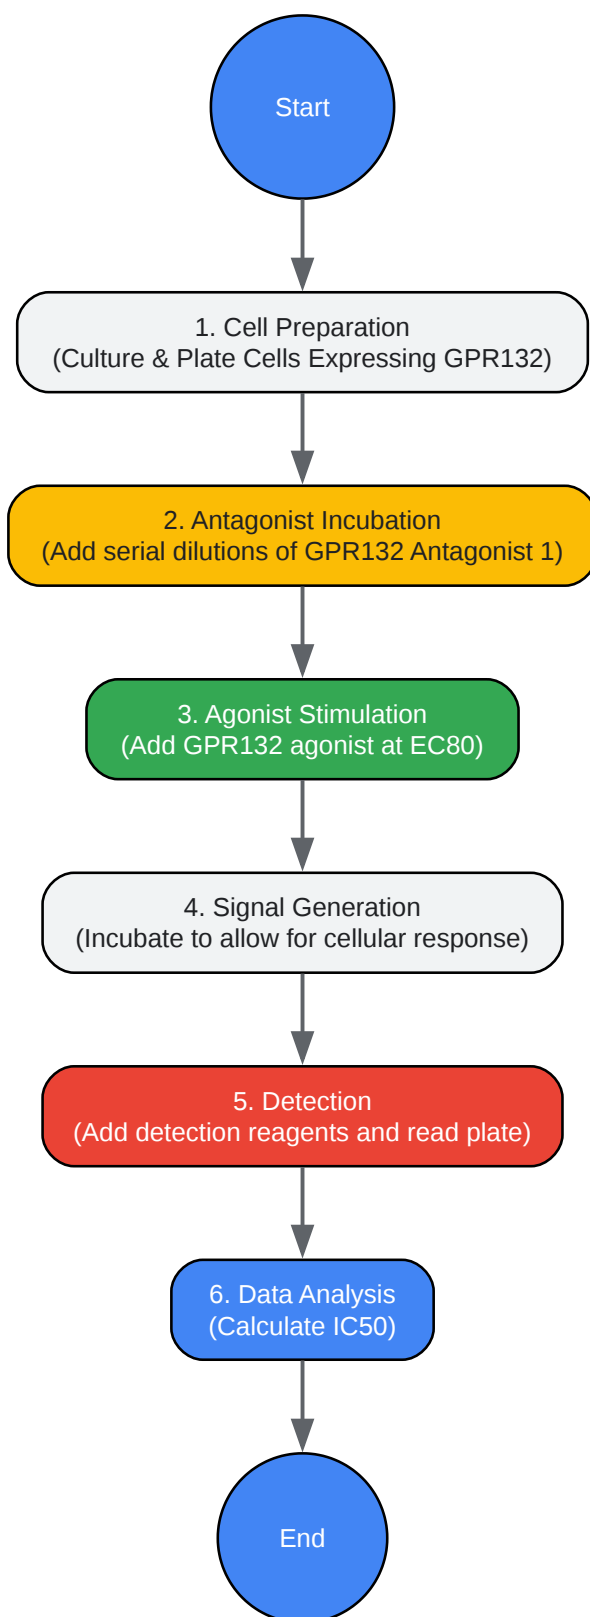 Start
1. Cell Preparation
(Culture & Plate Cells Expressing GPR132)
2. Antagonist Incubation
(Add serial dilutions of GPR132 Antagonist 1)
3. Agonist Stimulation
(Add GPR132 agonist at EC80)
4. Signal Generation
(Incubate to allow for cellular response)
5. Detection
(Add detection reagents and read plate)
6. Data Analysis
(Calculate IC50)
End